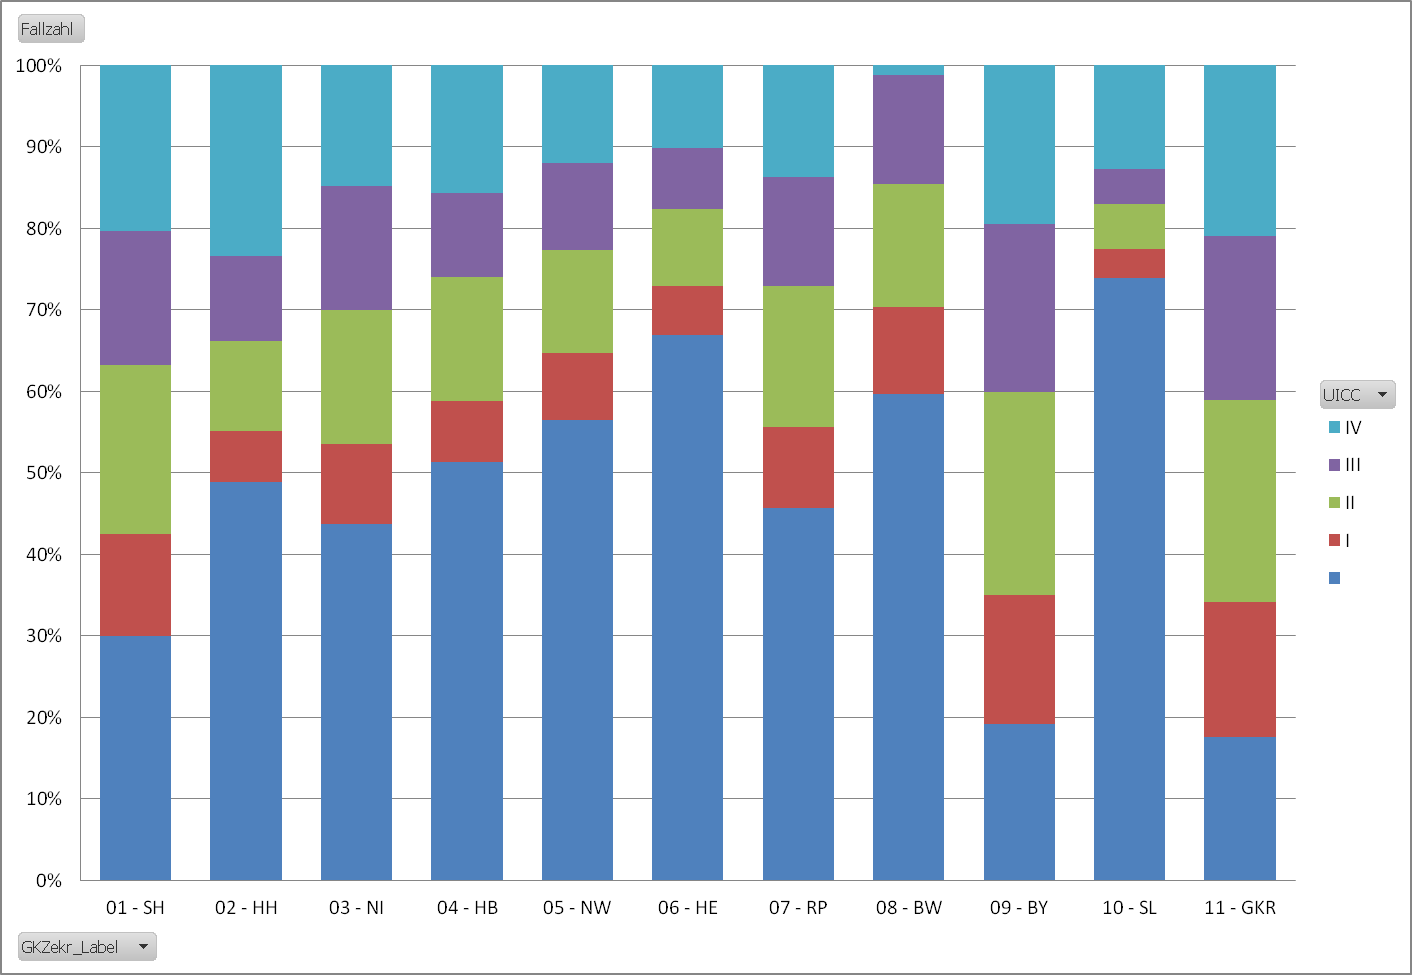 Fallzahl
100%
90%
80%
70%
60%
50%
40%
30%
20%
10%
0%
01 - SH 02 - HH 03 - NI 04 - HB 05 - NW 06 - HE 07 - RP 08 - BW 09 - BY 10 - SL 11 - GKR
UICC
IV
III
II
I
GKZekr_Label